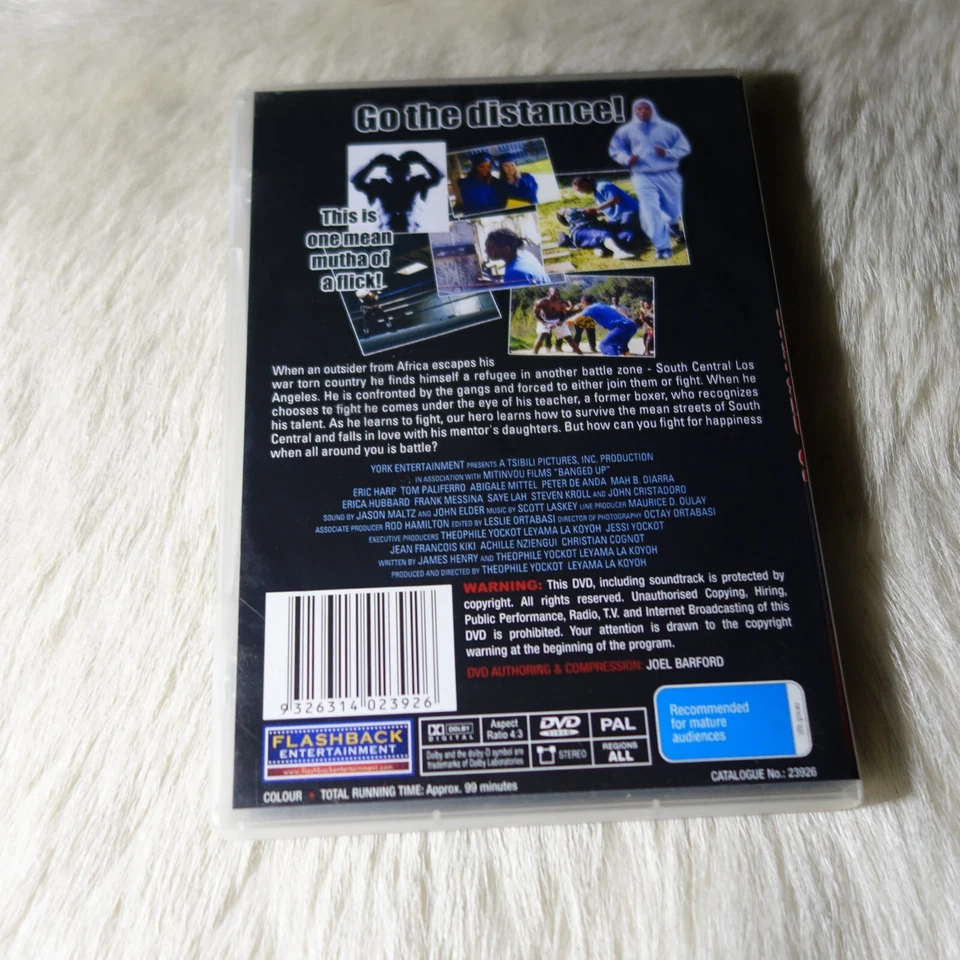 Go the distance!
This is
one mean
mutha of
a flick!
When an outsider from Africa escapes his
war torn country he finds himself a refugee in another battle zone - South Central Los
Angeles. He is confronted by the gangs and forced to either join them or fight. When he
chooses to fight he comes under the eye of his teacher, a former boxer, who recognizes
his talent. As he learns to fight, our hero learns how to survive the mean streets of South
Central and falls in love with his mentor's daughters. But how can you fight for happiness
when all around you is battle?
YORK ENTERTAINMENT PRESENTS A TSIBILI PICTURES, INC. PRODUCTION
IN ASSOCIATION WITH MITINVOU FILMS "BANGED UP"
ERIC HARP TOM PALIFERRO ABIGALE MITTEL PETER DE ANDA MAH B. DIARRA
ERICA HUBBARD FRANK MESSINA SAYE LAH STEVEN KROLL AND JOHN CRISTADORO
SOUND BY JASON MALTZ AND JOHN ELDER MUSIC BY SCOTT LASKEY LINE PRODUCER MAURICE D. OULAY
ASSOCIATE PRODUCER ROD HAMILTON EDITED BY LESLIE ORTABASI DIRECTOR OF PHOTOGRAPHY OCTAY ORTABASI
EXECUTIVE PRODUCERS THEOPHILE YOCKOT LEYAMA LA KOYOH JESSI YOCKOT
JEAN FRANCOIS KIKI ACHILLE NZIENGUI CHRISTIAN COGNOT
WRITTEN BY JAMES HENRY AND THEOPHILE YOCKOT LEYAMA LA KOYOH
PRODUCED AND DIRECTED BY THEOPHILE YOCKOT LEYAMA LA KOYOH
WARNING: This DVD, including soundtrack is protected by
copyright. All rights reserved. Unauthorised Copying, Hiring,
Public Performance, Radio, T.V. and Internet Broadcasting of this
DVD is prohibited. Your attention is drawn to the copyright
warning at the beginning of the program.
DVD AUTHORING & COMPRESSION: JOEL BARFORD
9 326314 023926
FLASHBACK
ENTERTAINMENT
www.flashbackentertainment.com
DOLBY
DIGITAL
Aspect
Ratio 4:3
DVD
VIDEO
PAL
Dolby and the dolby D symbol are
trademarks of Dolby Laboratories
STEREO
REGIONS
ALL
Recommended
for mature
audiences
COLOUR • TOTAL RUNNING TIME: Approx. 99 minutes
CATALOGUE No.: 23926